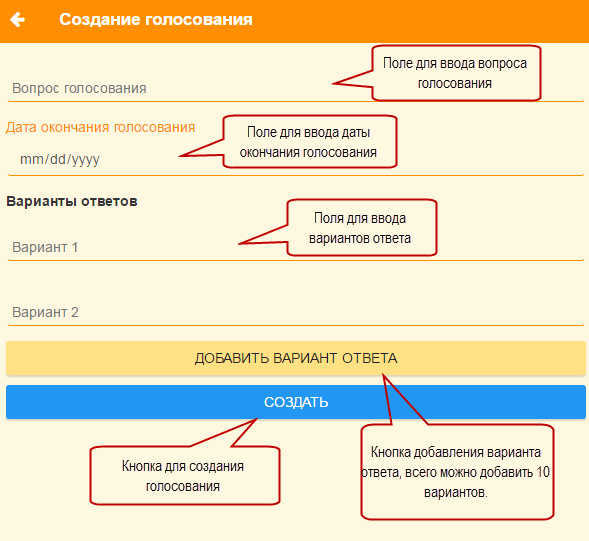 Создание голосования
Поле для ввода вопроса
голосования
Вопрос голосования
Дата окончания голосования
Поле для ввода даты
окончания голосования
mm/dd/yyyy
Варианты ответов
Поля для ввода
вариантов ответа
Вариант 1
Вариант 2
ДОБАВИТЬ ВАРИАНТ ОТВЕТА
СОЗДАТЬ
Кнопка для создания
голосования
Кнопка добавления варианта
ответа, всего можно добавить 10
вариантов.